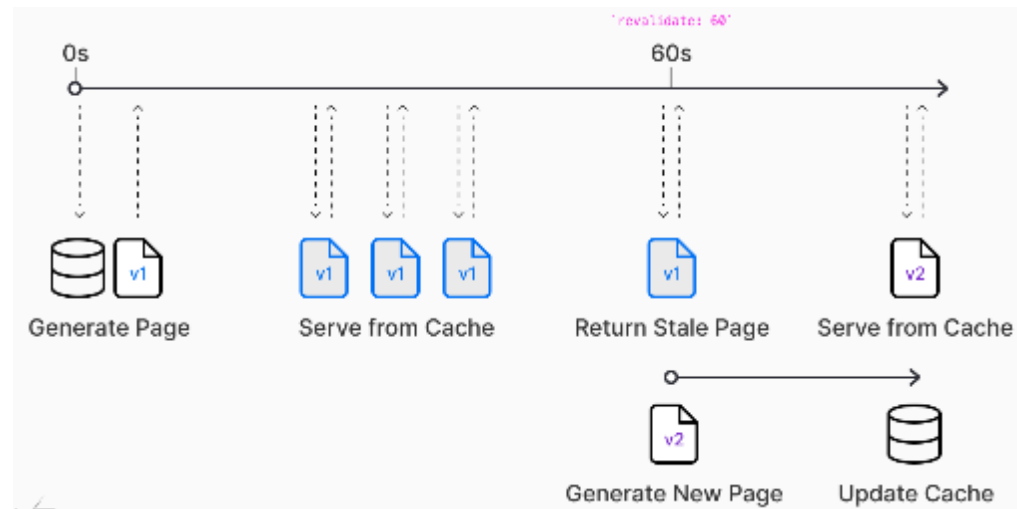 `revalidate: 60`
0s
60s
v1
v1
v1
v1
v1
v2
Generate Page
Serve from Cache
Return Stale Page
Serve from Cache
v2
Generate New Page
Update Cache